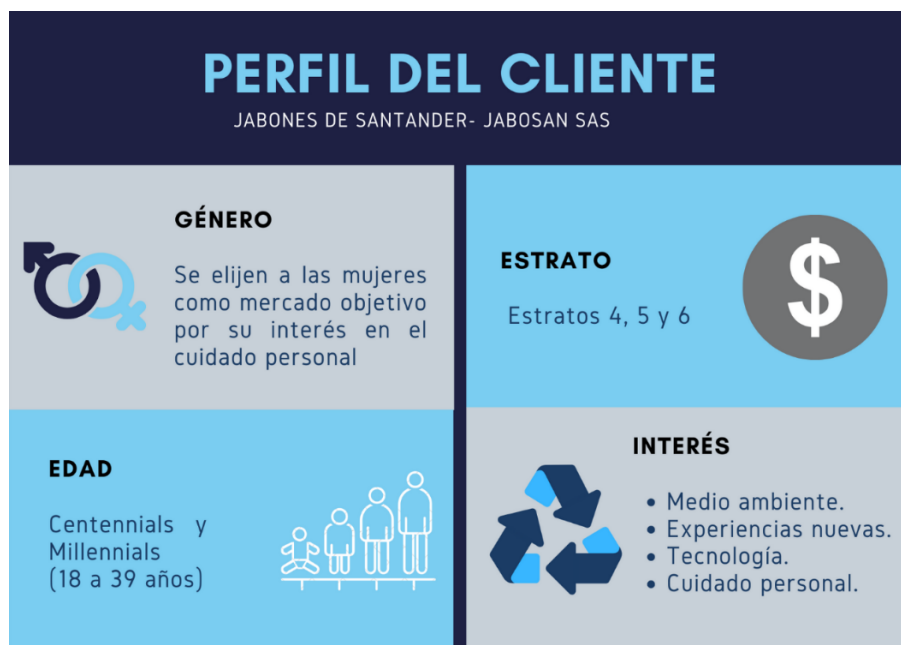 PERFIL DEL CLIENTE
JABONES DE SANTANDER- JABOSAN SAS
GÉNERO
Se elijen a las mujeres
como mercado objetivo
por su interés en el
cuidado personal
ESTRATO
Estratos 4, 5 y 6
$
EDAD
Centennials y
Millennials
(18 a 39 años)
INTERÉS
• Medio ambiente.
• Experiencias nuevas.
• Tecnología.
• Cuidado personal.